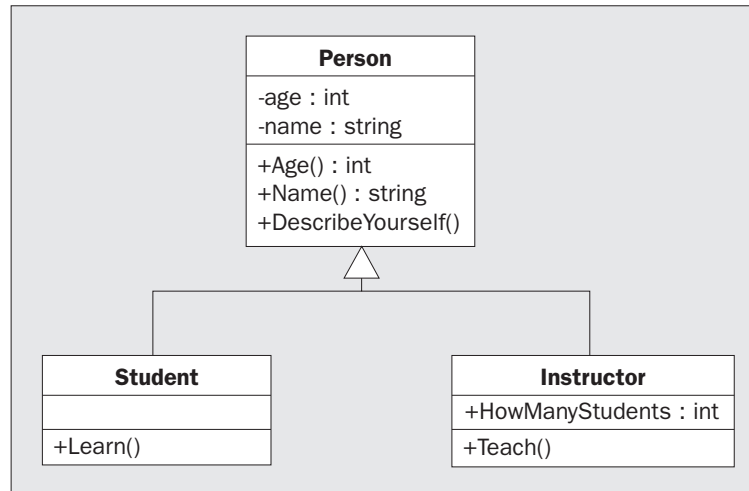 Person
-age : int
-name : string
+Age() : int
+Name() : string
+DescribeYourself()
Student
+Learn()
Instructor
+HowManyStudents : int
+Teach()